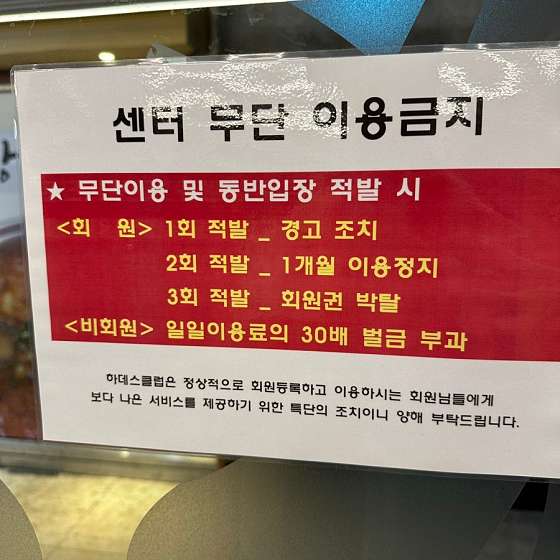 센터 무단 이용금지
★ 무단이용 및 동반입장 적발 시
<회 원> 1회 적발 _ 경고 조치
2회 적발 _ 1개월 이용정지
3회 적발 _ 회원권 박탈
<비회원> 일일이용료의 30배 벌금 부과
하데스클럽은 정상적으로 회원등록하고 이용하시는 회원님들에게
보다 나은 서비스를 제공하기 위한 특단의 조치이니 양해 부탁드립니다.